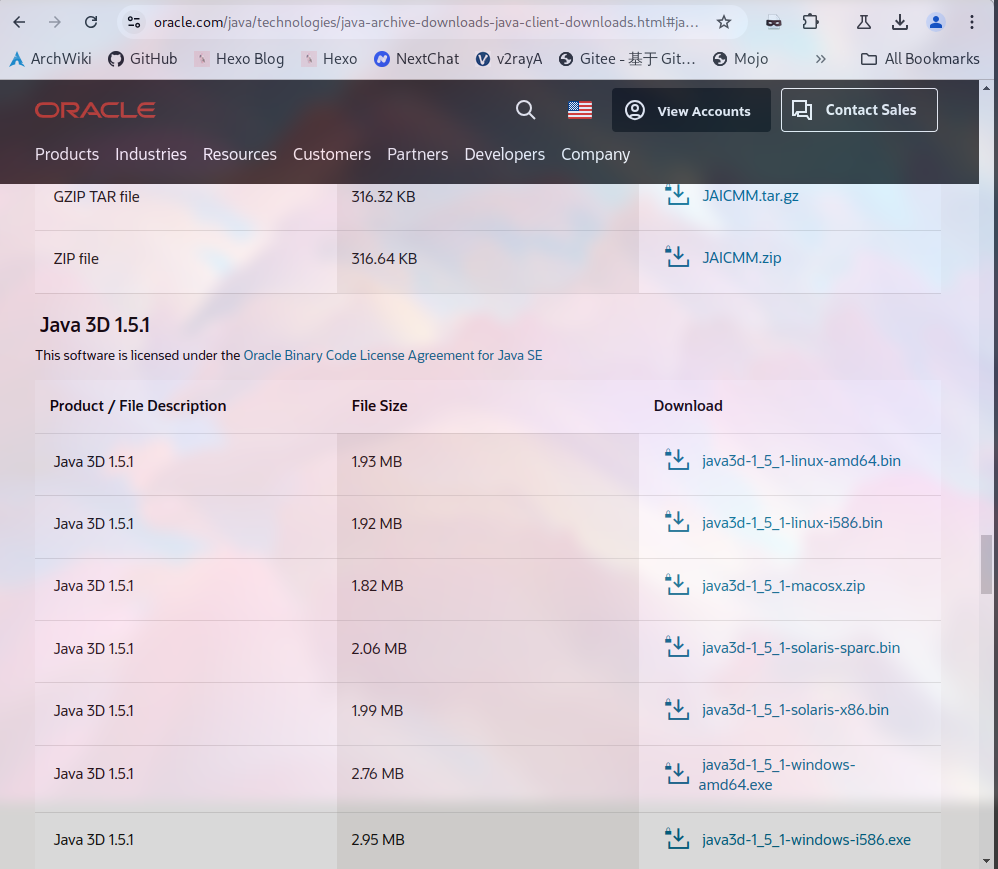 oracle.com/java/technologies/java-archive-downloads-java-client-downloads.html#ja...
ArchWiki GitHub Hexo Blog Hexo NextChat v2rayA Gitee - 基于 Git... Mojo » All Bookmarks
ORACLE View Accounts Contact Sales
Products Industries Resources Customers Partners Developers Company
GZIP TAR file 316.32 KB JAICMM.tar.gz
ZIP file 316.64 KB JAICMM.zip
Java 3D 1.5.1
This software is licensed under the Oracle Binary Code License Agreement for Java SE
Product / File Description File Size Download
Java 3D 1.5.1 1.93 MB java3d-1_5_1-linux-amd64.bin
Java 3D 1.5.1 1.92 MB java3d-1_5_1-linux-i586.bin
Java 3D 1.5.1 1.82 MB java3d-1_5_1-macosx.zip
Java 3D 1.5.1 2.06 MB java3d-1_5_1-solaris-sparc.bin
Java 3D 1.5.1 1.99 MB java3d-1_5_1-solaris-x86.bin
Java 3D 1.5.1 2.76 MB java3d-1_5_1-windows-
amd64.exe
Java 3D 1.5.1 2.95 MB java3d-1_5_1-windows-i586.exe